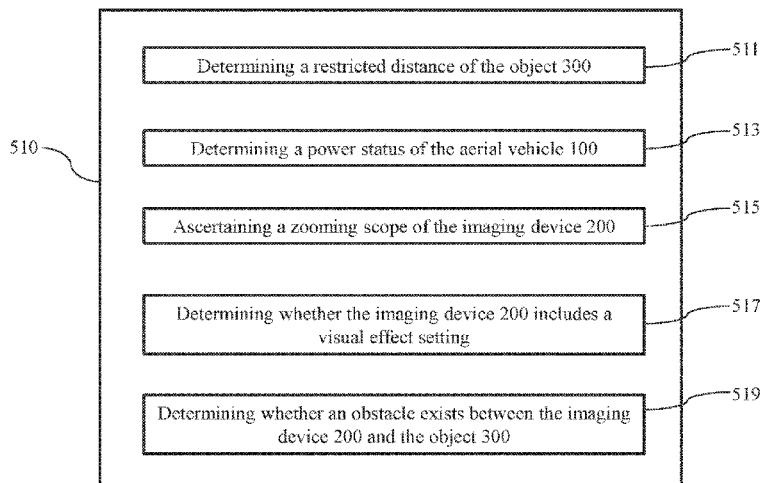 Determining a restricted distance of the object 300
511
510
Determining a power status of the aerial vehicle 100
513
Ascertaining a zooming scope of the imaging device 200
515
Determining whether the imaging device 200 includes a
visual effect setting
517
Determining whether an obstacle exists between the imaging
device 200 and the object 300
519